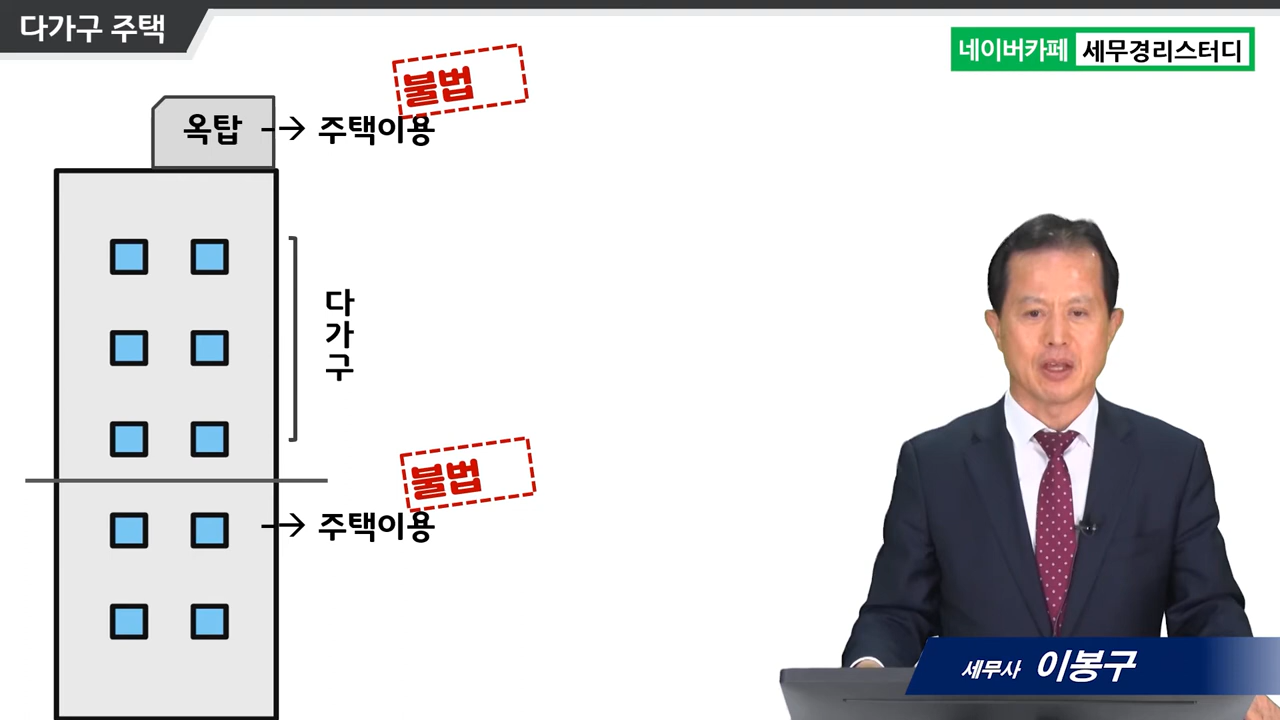 다가구 주택
네이버카페 세무경리스터디
불법
옥탑 → 주택이용
다가구
불법
→ 주택이용
세무사 이봉구